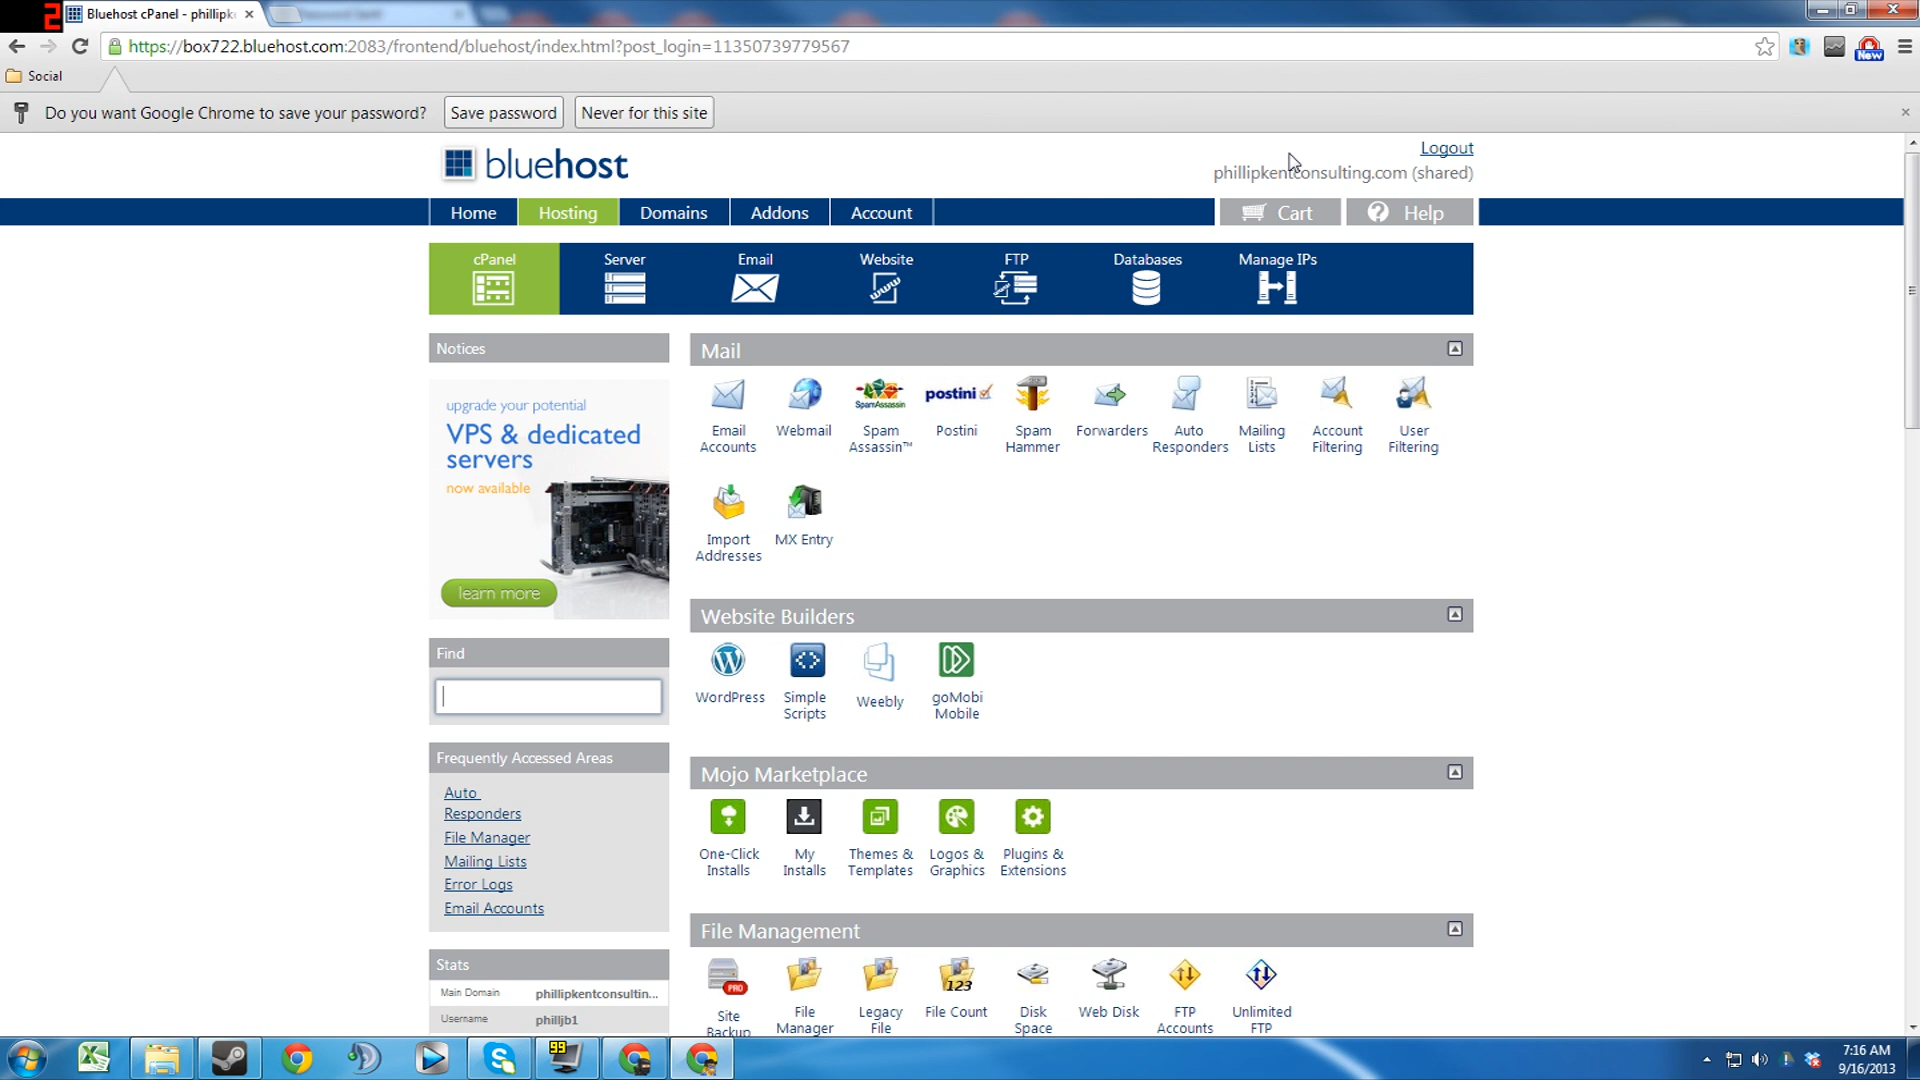 2
Bluehost cPanel - phillipk
https://box722.bluehost.com:2083/frontend/bluehost/index.html?post_login=11350739779567
New
Social
Do you want Google Chrome to save your password?
Save password
Never for this site
bluehost
Logout
phillipkentconsulting.com (shared)
Home
Hosting
Domains
Addons
Account
Cart
Help
cPanel
Server
Email
Website
FTP
Databases
Manage IPs
Notices
upgrade your potential
VPS & dedicated
servers
now available
learn more
Find
Frequently Accessed Areas
Auto
Responders
File Manager
Mailing Lists
Error Logs
Email Accounts
Stats
Main Domain phillipkentconsultin...
Username philljb1
Mail
SpamAssassin
postini
Email
Accounts
Webmail
Spam
Assassin™
Postini
Spam
Hammer
Forwarders
Auto
Responders
Mailing
Lists
Account
Filtering
User
Filtering
Import
Addresses
MX Entry
Website Builders
WordPress
Simple
Scripts
Weebly
goMobi
Mobile
Mojo Marketplace
One-Click
Installs
My
Installs
Themes &
Templates
Logos &
Graphics
Plugins &
Extensions
File Management
PRO
123
Site
Backup
File
Manager
Legacy
File
File Count
Disk
Space
Web Disk
FTP
Accounts
Unlimited
FTP
99
7:16 AM
9/16/2013